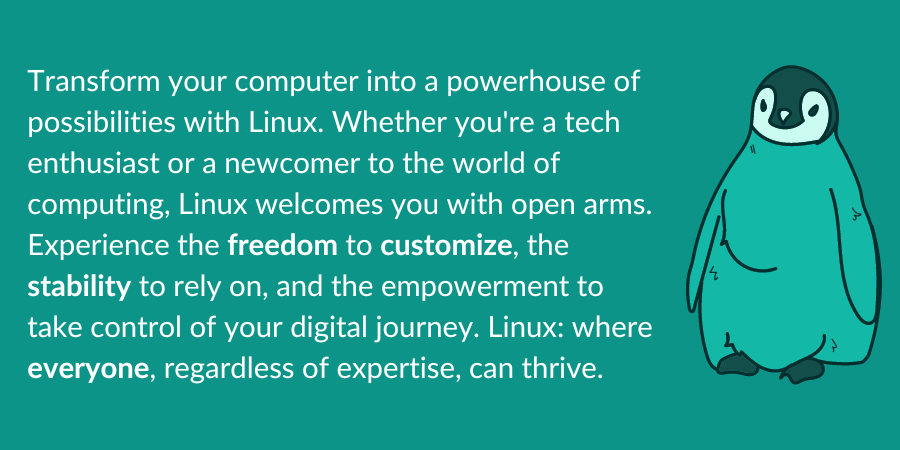 Transform your computer into a powerhouse of
possibilities with Linux. Whether you're a tech
enthusiast or a newcomer to the world of
computing, Linux welcomes you with open arms.
Experience the freedom to customize, the
stability to rely on, and the empowerment to
take control of your digital journey. Linux: where
everyone, regardless of expertise, can thrive.